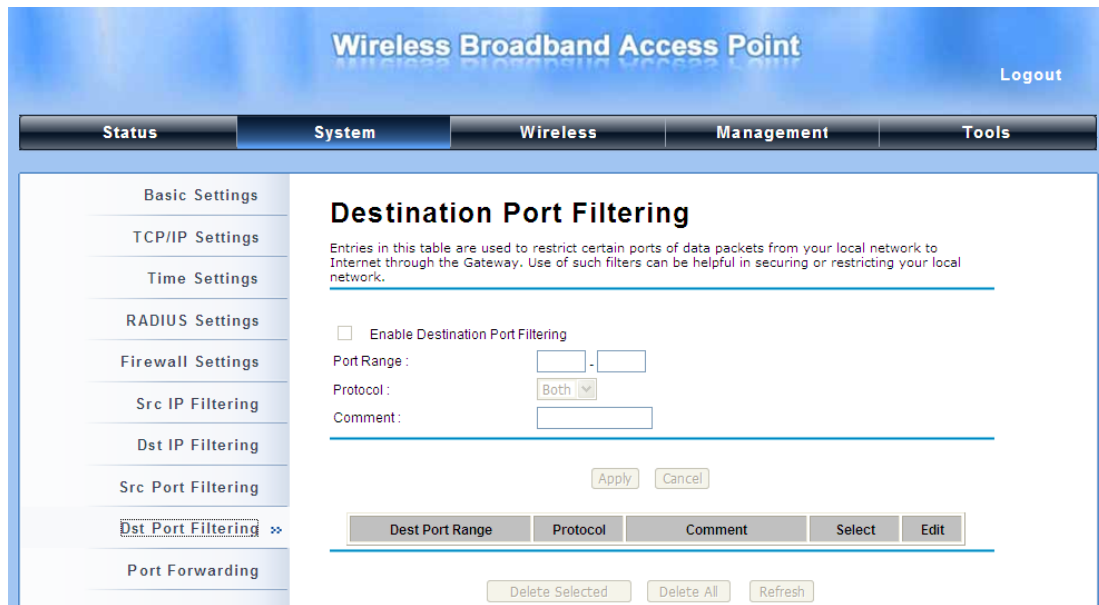 Wireless Broadband Access Point
Logout
Status System Wireless Management Tools
Basic Settings
TCP/IP Settings
Time Settings
RADIUS Settings
Firewall Settings
Src IP Filtering
Dst IP Filtering
Src Port Filtering
Dst Port Filtering »
Port Forwarding
Destination Port Filtering
Entries in this table are used to restrict certain ports of data packets from your local network to
Internet through the Gateway. Use of such filters can be helpful in securing or restricting your local
network.
Enable Destination Port Filtering
Port Range : -
Protocol : Both
Comment :
Apply Cancel
Dest Port Range Protocol Comment Select Edit
Delete Selected Delete All Refresh